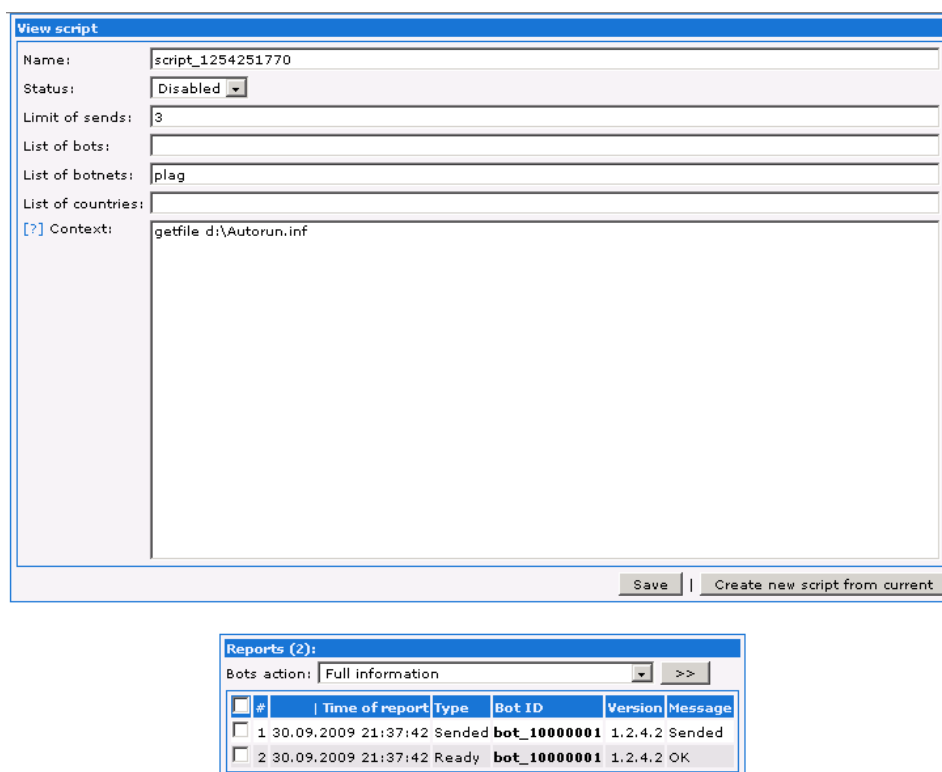 View script
Name: script_1254251770
Status: Disabled
Limit of sends: 3
List of bots:
List of botnets: plag
List of countries:
[?] Context: getfile d:\Autorun.inf
Save | Create new script from current
Reports (2):
Bots action: Full information >>
# | Time of report Type Bot ID Version Message
1 30.09.2009 21:37:42 Sended bot_10000001 1.2.4.2 Sended
2 30.09.2009 21:37:42 Ready bot_10000001 1.2.4.2 OK